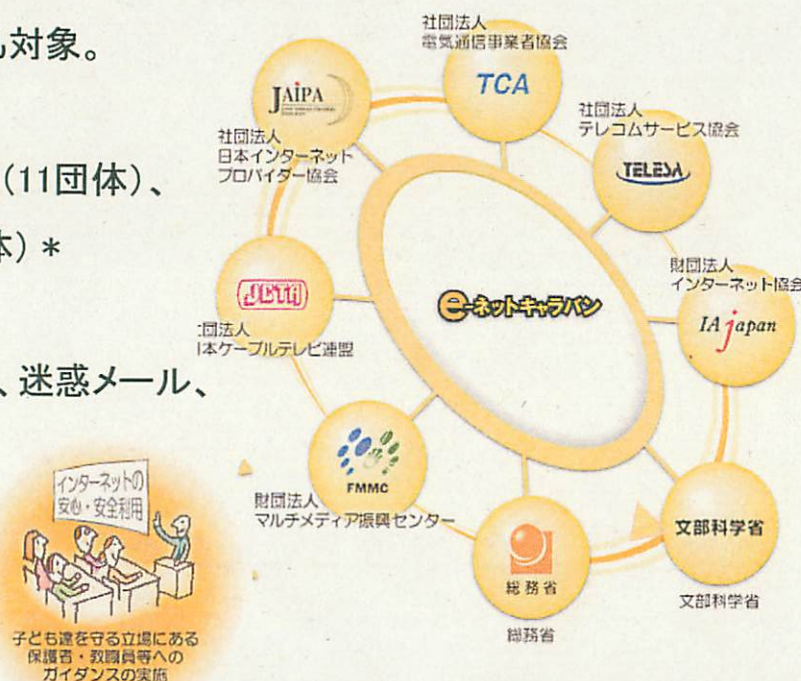 対象。
(11団体)、
体)*
、迷惑メール、
社団法人
電気通信事業者協会
TCA
JAIPA
社団法人
日本インターネット
プロバイダー協会
社団法人
テレコムサービス協会
TELESA
財団法人
インターネット協会
IAjapan
e-ネットキャラバン
JCTA
団法人
本ケーブルテレビ連盟
FMMC
財団法人
マルチメディア振興センター
総務省
総務省
文部科学省
文部科学省
インターネットの
安心・安全利用
子ども達を守る立場にある
保護者・教職員等への
ガイダンスの実施